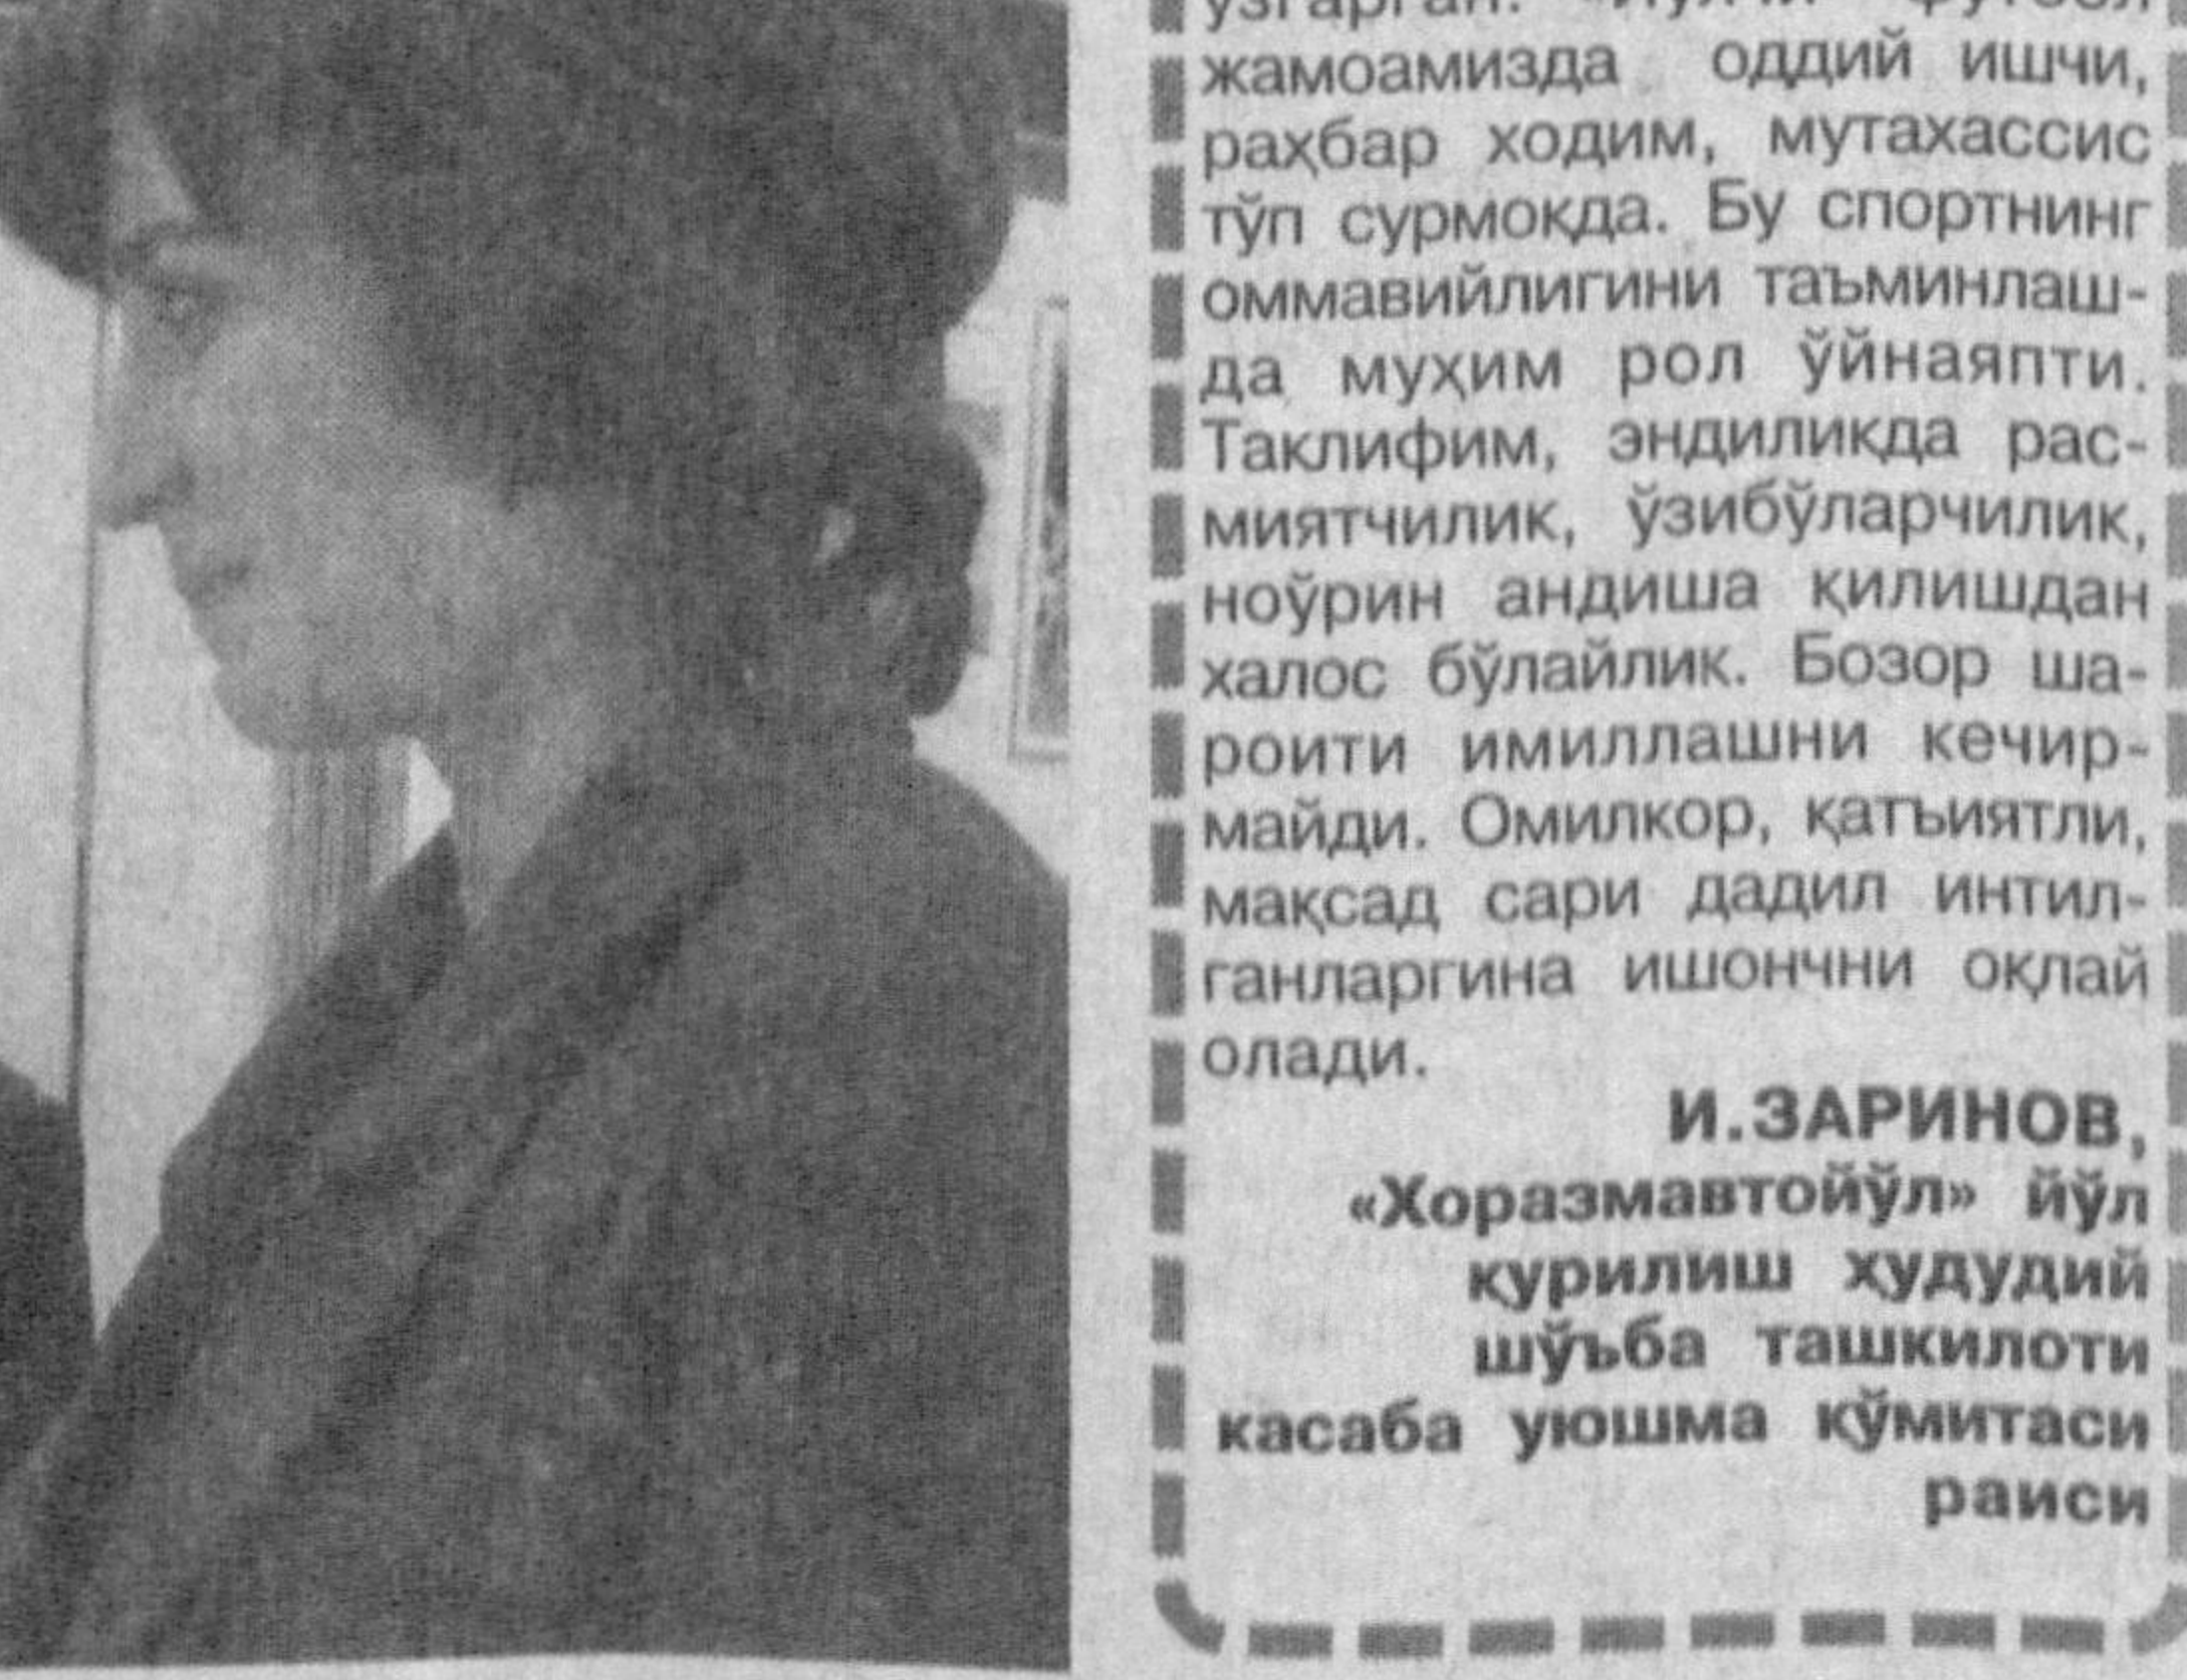 жамоамизда оддий ишчи,
раҳбар ходим, мутахассис
тўп сурмоқда. Бу спортнинг
оммавийлигини таъминлаш-
да муҳим рол ўйнаяпти.
Таклифим, эндиликда рас-
миятчилик, ўзибўларчилик,
ноўрин андиша қилишдан
халос бўлайлик. Бозор ша-
роити имиллашни кечир-
майди. Омилкор, қатъиятли,
мақсад сари дадил интил-
ганларгина ишончни оқлай
олади.
И.ЗАРИНОВ,
«Хоразмавтойўл» йўл
қурилиш ҳудудий
шўъба ташкилоти
касаба уюшма қўмитаси
раиси